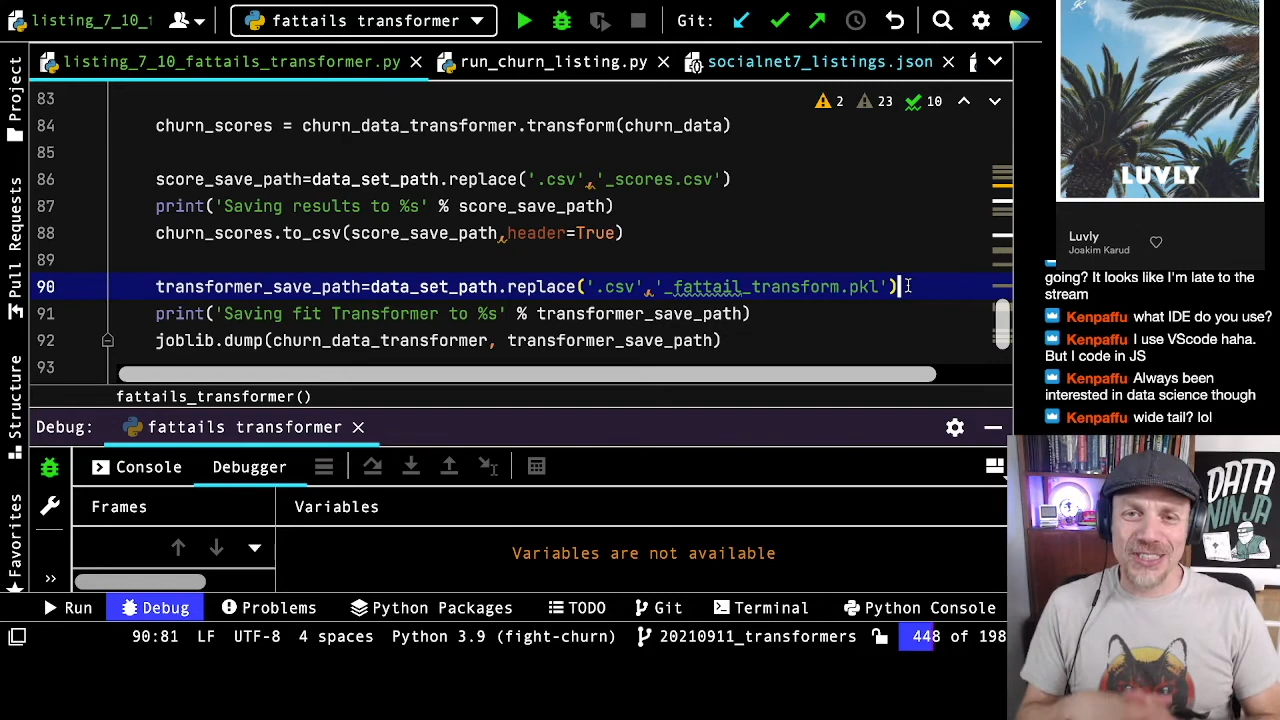 listing_7_10_f
fattails transformer
Git:
listing_7_10_fattails_transformer.py
run_churn_listing.py
socialnet7_listings.json
Project
Pull Requests
Structure
Favorites
2
23
10
83
84 churn_scores = churn_data_transformer.transform(churn_data)
85
86 score_save_path=data_set_path.replace('.csv','_scores.csv')
87 print('Saving results to %s' % score_save_path)
88 churn_scores.to_csv(score_save_path,header=True)
89
90 transformer_save_path=data_set_path.replace('.csv','_fattail_transform.pkl')
91 print('Saving fit Transformer to %s' % transformer_save_path)
92 joblib.dump(churn_data_transformer, transformer_save_path)
93
fattails_transformer()
Debug:
fattails transformer
Console
Debugger
Frames
Variables
Variables are not available
Run
Debug
Problems
Python Packages
TODO
Git
Terminal
Python Console
90:81
LF
UTF-8
4 spaces
Python 3.9 (fight-churn)
20210911_transformers
448 of 198
LUVLY
Luvly
Joakim Karud
going? It looks like I'm late to the
stream
Kenpaffu what IDE do you use?
Kenpaffu I use VScode haha.
But I code in JS
Kenpaffu Always been
interested in data science though
Kenpaffu wide tail? lol
DATA
NINJA